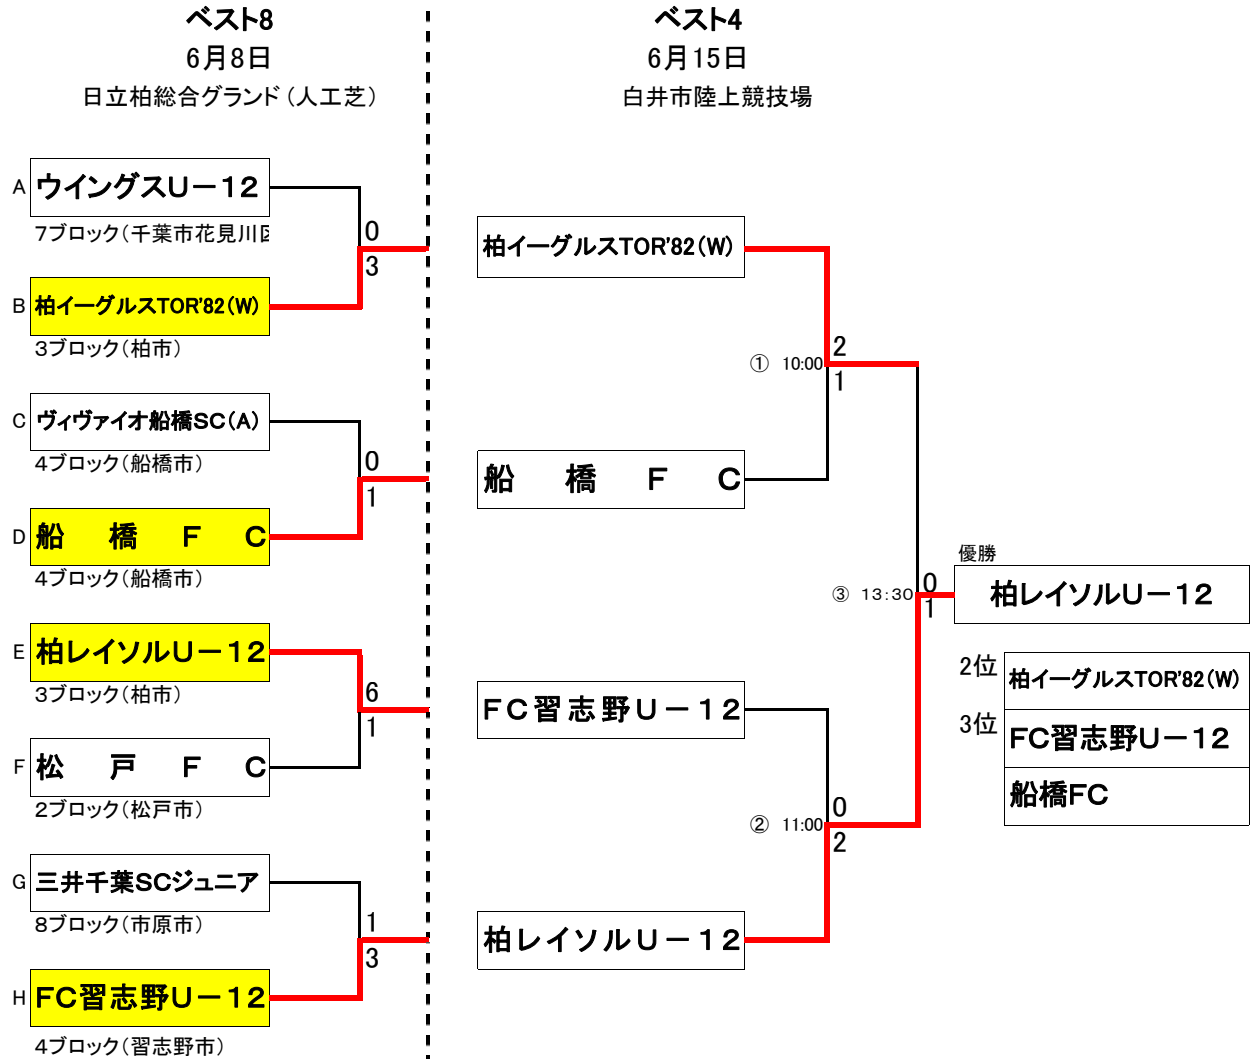 ベスト8
6月8日
日立柏総合グランド（人工芝）
A ウイングスU－12
7ブロック（千葉市花見川区
0
3
B 柏イーグルスTOR'82（W）
3ブロック（柏市）
C ヴィヴァイオ船橋SC（A）
4ブロック（船橋市）
0
1
D 船橋FC
4ブロック（船橋市）
E 柏レイソルU－12
3ブロック（柏市）
6
1
F 松戸FC
2ブロック（松戸市）
G 三井千葉SCジュニア
8ブロック（市原市）
1
3
H FC習志野U－12
4ブロック（習志野市）
ベスト4
6月15日
白井市陸上競技場
柏イーグルスTOR'82（W）
2
① 10:00
1
船橋FC
FC習志野U－12
0
② 11:00
2
柏レイソルU－12
0
③ 13:30
1
優勝
柏レイソルU－12
2位 柏イーグルスTOR'82（W）
3位 FC習志野U－12
船橋FC